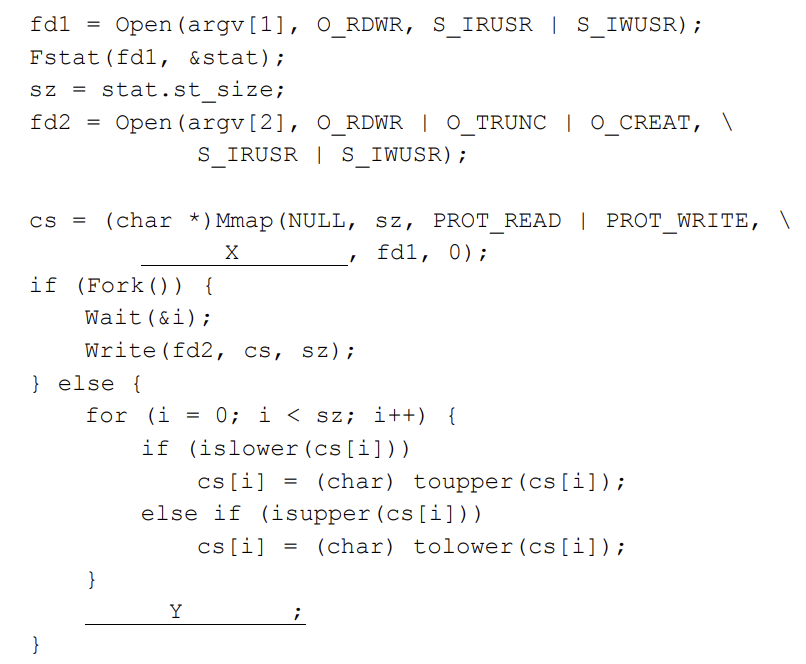 fd1 = Open(argv[1], O_RDWR, S_IRUSR | S_IWUSR);
Fstat(fd1, &stat);
sz = stat.st_size;
fd2 = Open(argv[2], O_RDWR | O_TRUNC | O_CREAT, \
            S_IRUSR | S_IWUSR);

cs = (char *)Mmap(NULL, sz, PROT_READ | PROT_WRITE, \
        X        , fd1, 0);
if (Fork()) {
    Wait(&i);
    Write(fd2, cs, sz);
} else {
    for (i = 0; i < sz; i++) {
        if (islower(cs[i]))
            cs[i] = (char) toupper(cs[i]);
        else if (isupper(cs[i]))
            cs[i] = (char) tolower(cs[i]);
    }
        Y        ;
}